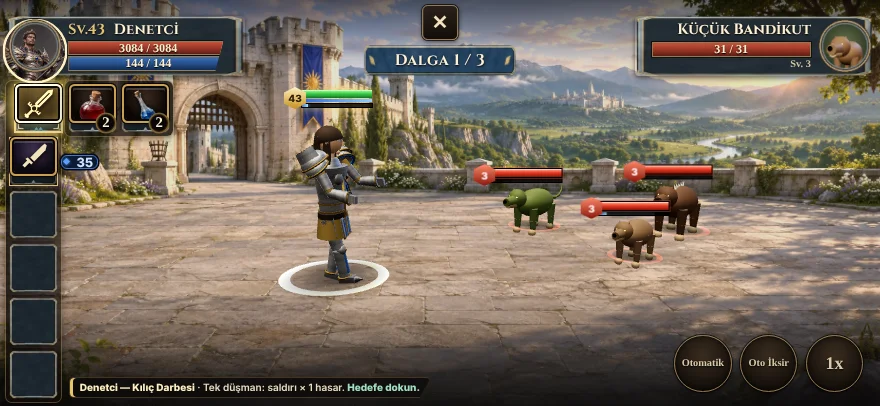 Sv.43 Denetci
3084 / 3084
144 / 144
✕
Dalga 1 / 3
Küçük Bandikut
31 / 31
Sv. 3
2
2
35
43
3
3
3
Otomatik
Oto İksir
1x
Denetci — Kılıç Darbesi · Tek düşman: saldırı × 1 hasar. Hedefe dokun.